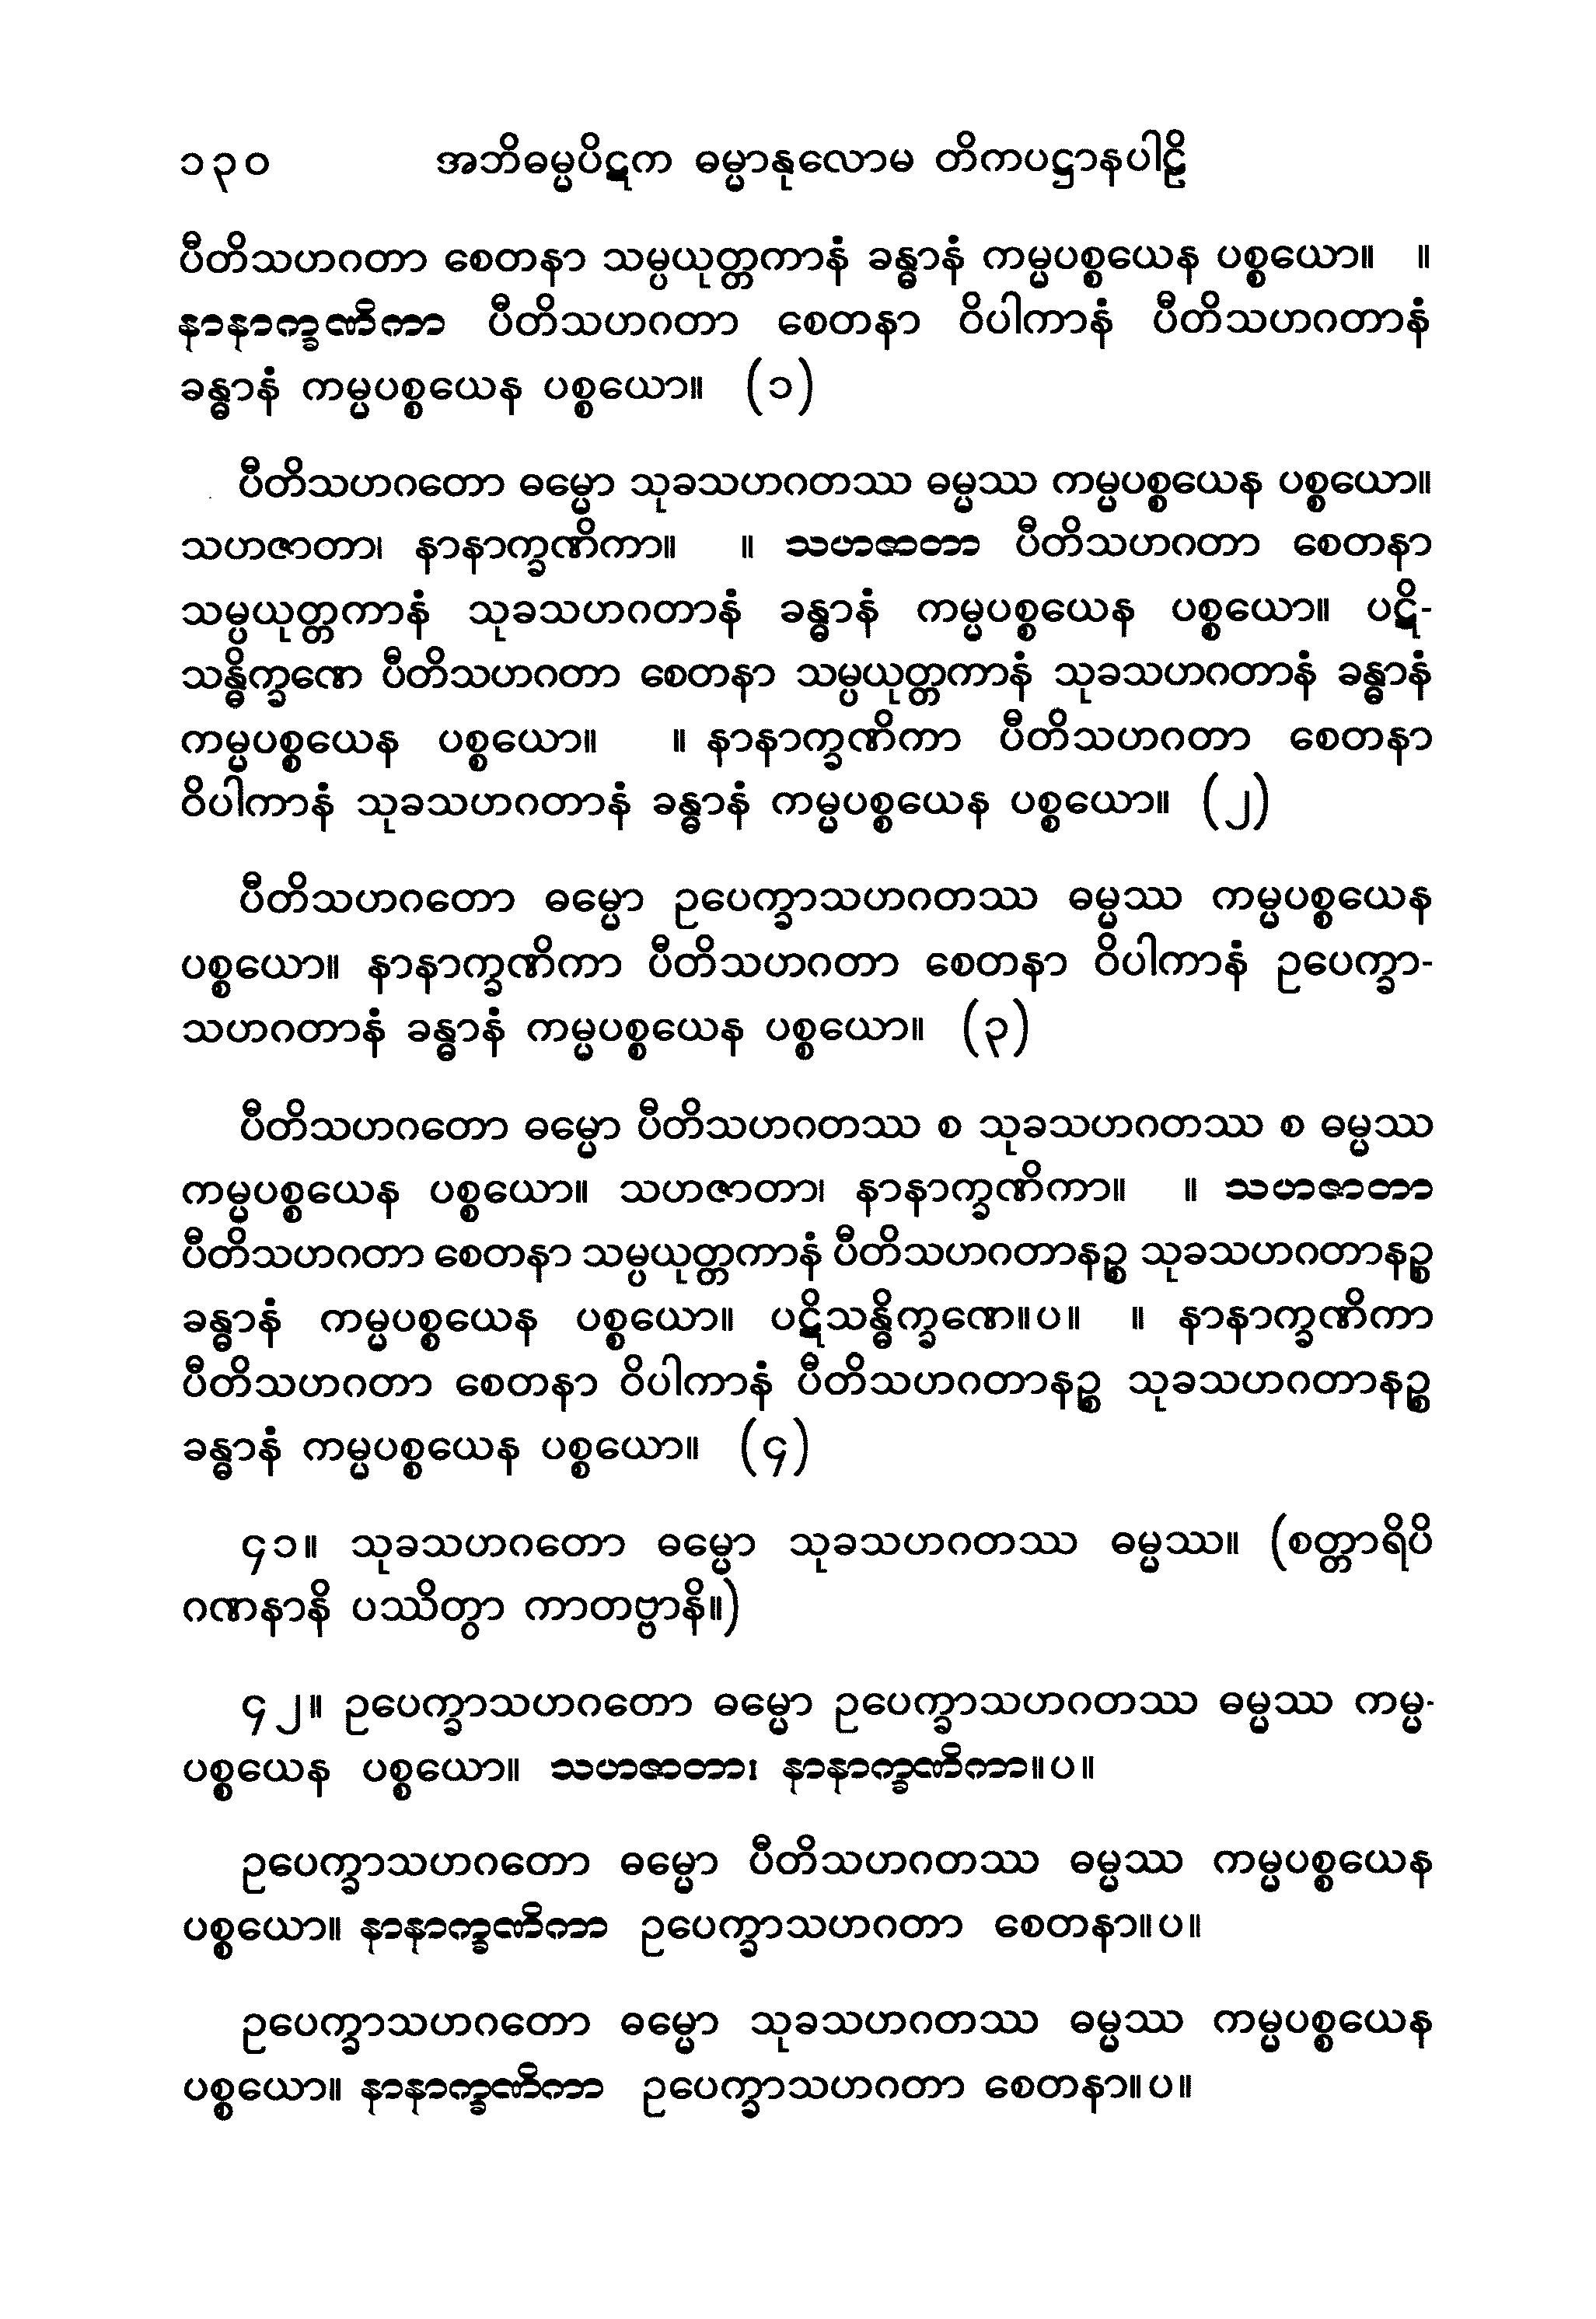 ၁၃၀ အဘိဓမ္မပိဋက ဓမ္မာနုလောမ တိကပဋ္ဌာနပါဠိ
ပီတိသဟဂတာ စေတနာ သမ္ပယုတ္တကာနံ ခန္ဓာနံ ကမ္မပစ္စယေန ပစ္စယော။ ။
နာနာက္ခဏိကာ ပီတိသဟဂတာ စေတနာ ဝိပါကာနံ ပီတိသဟဂတာနံ
ခန္ဓာနံ ကမ္မပစ္စယေန ပစ္စယော။ (၁)
ပီတိသဟဂတော ဓမ္မော သုခသဟဂတဿ ဓမ္မဿ ကမ္မပစ္စယေန ပစ္စယော။
သဟဇာတာ၊ နာနာက္ခဏိကာ။ ။ သဟဇာတာ ပီတိသဟဂတာ စေတနာ
သမ္ပယုတ္တကာနံ သုခသဟဂတာနံ ခန္ဓာနံ ကမ္မပစ္စယေန ပစ္စယော။ ပဋိ-
သန္ဓိက္ခဏေ ပီတိသဟဂတာ စေတနာ သမ္ပယုတ္တကာနံ သုခသဟဂတာနံ ခန္ဓာနံ
ကမ္မပစ္စယေန ပစ္စယော။ ။ နာနာက္ခဏိကာ ပီတိသဟဂတာ စေတနာ
ဝိပါကာနံ သုခသဟဂတာနံ ခန္ဓာနံ ကမ္မပစ္စယေန ပစ္စယော။ (၂)
ပီတိသဟဂတော ဓမ္မော ဥပေက္ခာသဟဂတဿ ဓမ္မဿ ကမ္မပစ္စယေန
ပစ္စယော။ နာနာက္ခဏိကာ ပီတိသဟဂတာ စေတနာ ဝိပါကာနံ ဥပေက္ခာ-
သဟဂတာနံ ခန္ဓာနံ ကမ္မပစ္စယေန ပစ္စယော။ (၃)
ပီတိသဟဂတော ဓမ္မော ပီတိသဟဂတဿ စ သုခသဟဂတဿ စ ဓမ္မဿ
ကမ္မပစ္စယေန ပစ္စယော။ သဟဇာတာ၊ နာနာက္ခဏိကာ။ ။ သဟဇာတာ
ပီတိသဟဂတာ စေတနာ သမ္ပယုတ္တကာနံ ပီတိသဟဂတာနဉ္စ သုခသဟဂတာနဉ္စ
ခန္ဓာနံ ကမ္မပစ္စယေန ပစ္စယော။ ပဋိသန္ဓိက္ခဏေ။ပ။ ။ နာနာက္ခဏိကာ
ပီတိသဟဂတာ စေတနာ ဝိပါကာနံ ပီတိသဟဂတာနဉ္စ သုခသဟဂတာနဉ္စ
ခန္ဓာနံ ကမ္မပစ္စယေန ပစ္စယော။ (၄)
၄၁။ သုခသဟဂတော ဓမ္မော သုခသဟဂတဿ ဓမ္မဿ။ (စတ္တာရိပိ
ဂဏနာနိ ပဿိတွာ ကာတဗ္ဗာနိ။)
၄၂။ ဥပေက္ခာသဟဂတော ဓမ္မော ဥပေက္ခာသဟဂတဿ ဓမ္မဿ ကမ္မ-
ပစ္စယေန ပစ္စယော။ သဟဇာတာ၊ နာနာက္ခဏိကာ။ပ။
ဥပေက္ခာသဟဂတော ဓမ္မော ပီတိသဟဂတဿ ဓမ္မဿ ကမ္မပစ္စယေန
ပစ္စယော။ နာနာက္ခဏိကာ ဥပေက္ခာသဟဂတာ စေတနာ။ပ။
ဥပေက္ခာသဟဂတော ဓမ္မော သုခသဟဂတဿ ဓမ္မဿ ကမ္မပစ္စယေန
ပစ္စယော။ နာနာက္ခဏိကာ ဥပေက္ခာသဟဂတာ စေတနာ။ပ။